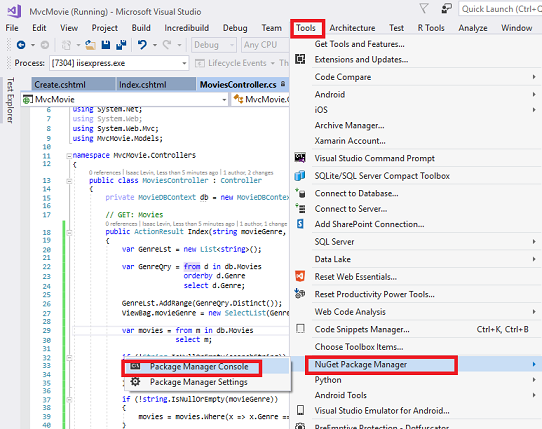 MvcMovie (Running) - Microsoft Visual Studio
Quick Launch (Ctrl+
File Edit View Project Incredibuild Debug Team Tools Architecture Test R Tools Analyze Window
Debug Any CPU
Process: [7304] iisexpress.exe Lifecycle Events
Test Explorer
Create.cshtml Index.cshtml MoviesController.cs
MvcMovie MvcMovie.C
6 using System.Net;
7 using System.Web;
8 using System.Web.Mvc;
9 using MvcMovie.Models;
10
11 namespace MvcMovie.Controllers
12 {
0 references | Isaac Levin, Less than 5 minutes ago | 1 author, 2 changes
13 public class MoviesController : Controller
14 {
15 private MovieDBContext db = new MovieDBContex
16
17 // GET: Movies
0 references | Isaac Levin, Less than 5 minutes ago | 1 author, 1 change
18 public ActionResult Index(string movieGenre,
19 {
20 var GenreLst = new List<string>();
21
22 var GenreQry = from d in db.Movies
23 orderby d.Genre
24 select d.Genre;
25
26 GenreLst.AddRange(GenreQry.Distinct());
27 ViewBag.movieGenre = new SelectList(GenreL
28
29 var movies = from m in db.Movies
30 select m;
31
37 if (!string.IsNullOrEmpty(movieGenre))
38 {
39 movies = movies.Where(x => x.Genre ==
40 }
Get Tools and Features...
Extensions and Updates...
Code Compare
Android
iOS
Archive Manager...
Xamarin Account...
Visual Studio Command Prompt
SQLite/SQL Server Compact Toolbox
Connect to Database...
Connect to Server...
Add SharePoint Connection...
SQL Server
Data Lake
Reset Web Essentials...
Reset Productivity Power Tools...
Web Code Analysis
Code Snippets Manager... Ctrl+K, Ctrl+B
Choose Toolbox Items...
NuGet Package Manager
Package Manager Console
Package Manager Settings
Python
Android Tools
Visual Studio Emulator for Android...
PreEmptive Protection - Dotfuscator